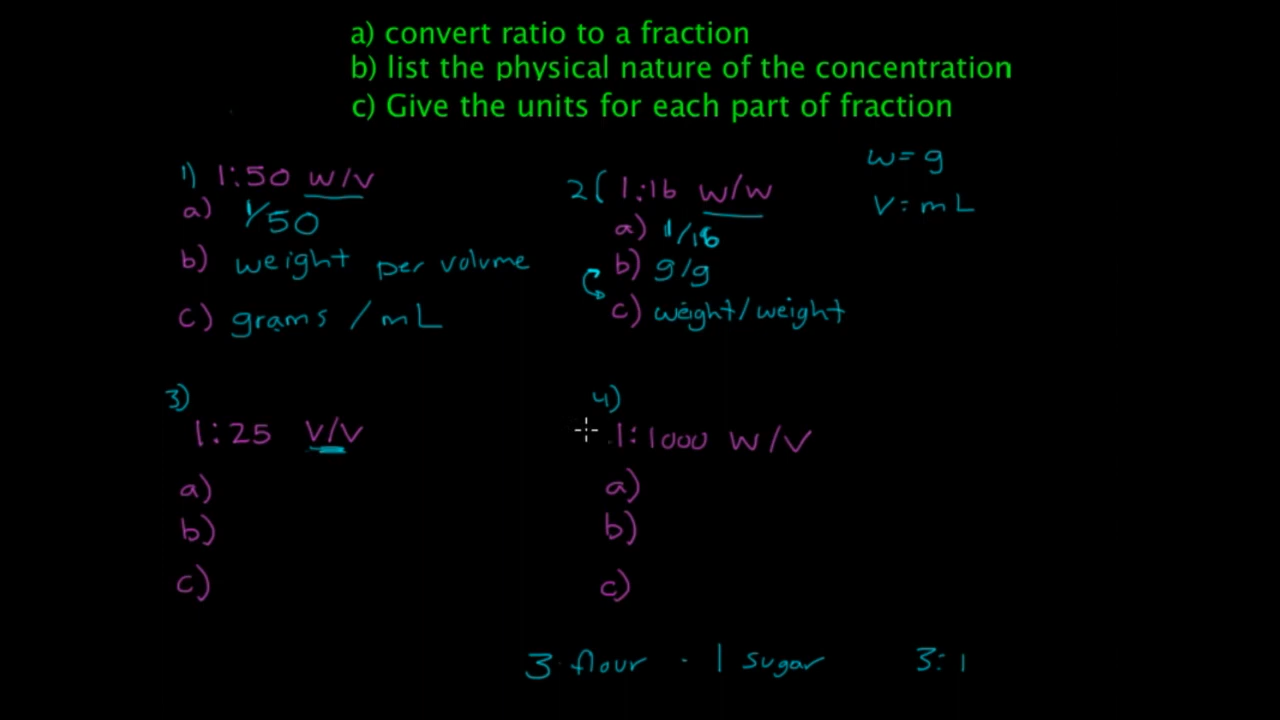 a) convert ratio to a fraction
b) list the physical nature of the concentration
c) Give the units for each part of fraction
1) 1:50 W/V
a) 1/50
b) weight per volume
c) grams / mL
2( 1:16 W/W
a) 1/16
b) g/g
c) weight/weight
w= g
V= mL
3)
1:25 V/V
a)
b)
c)
4)
1:1000 W/V
a)
b)
c)
3 flour · 1 sugar 3:1